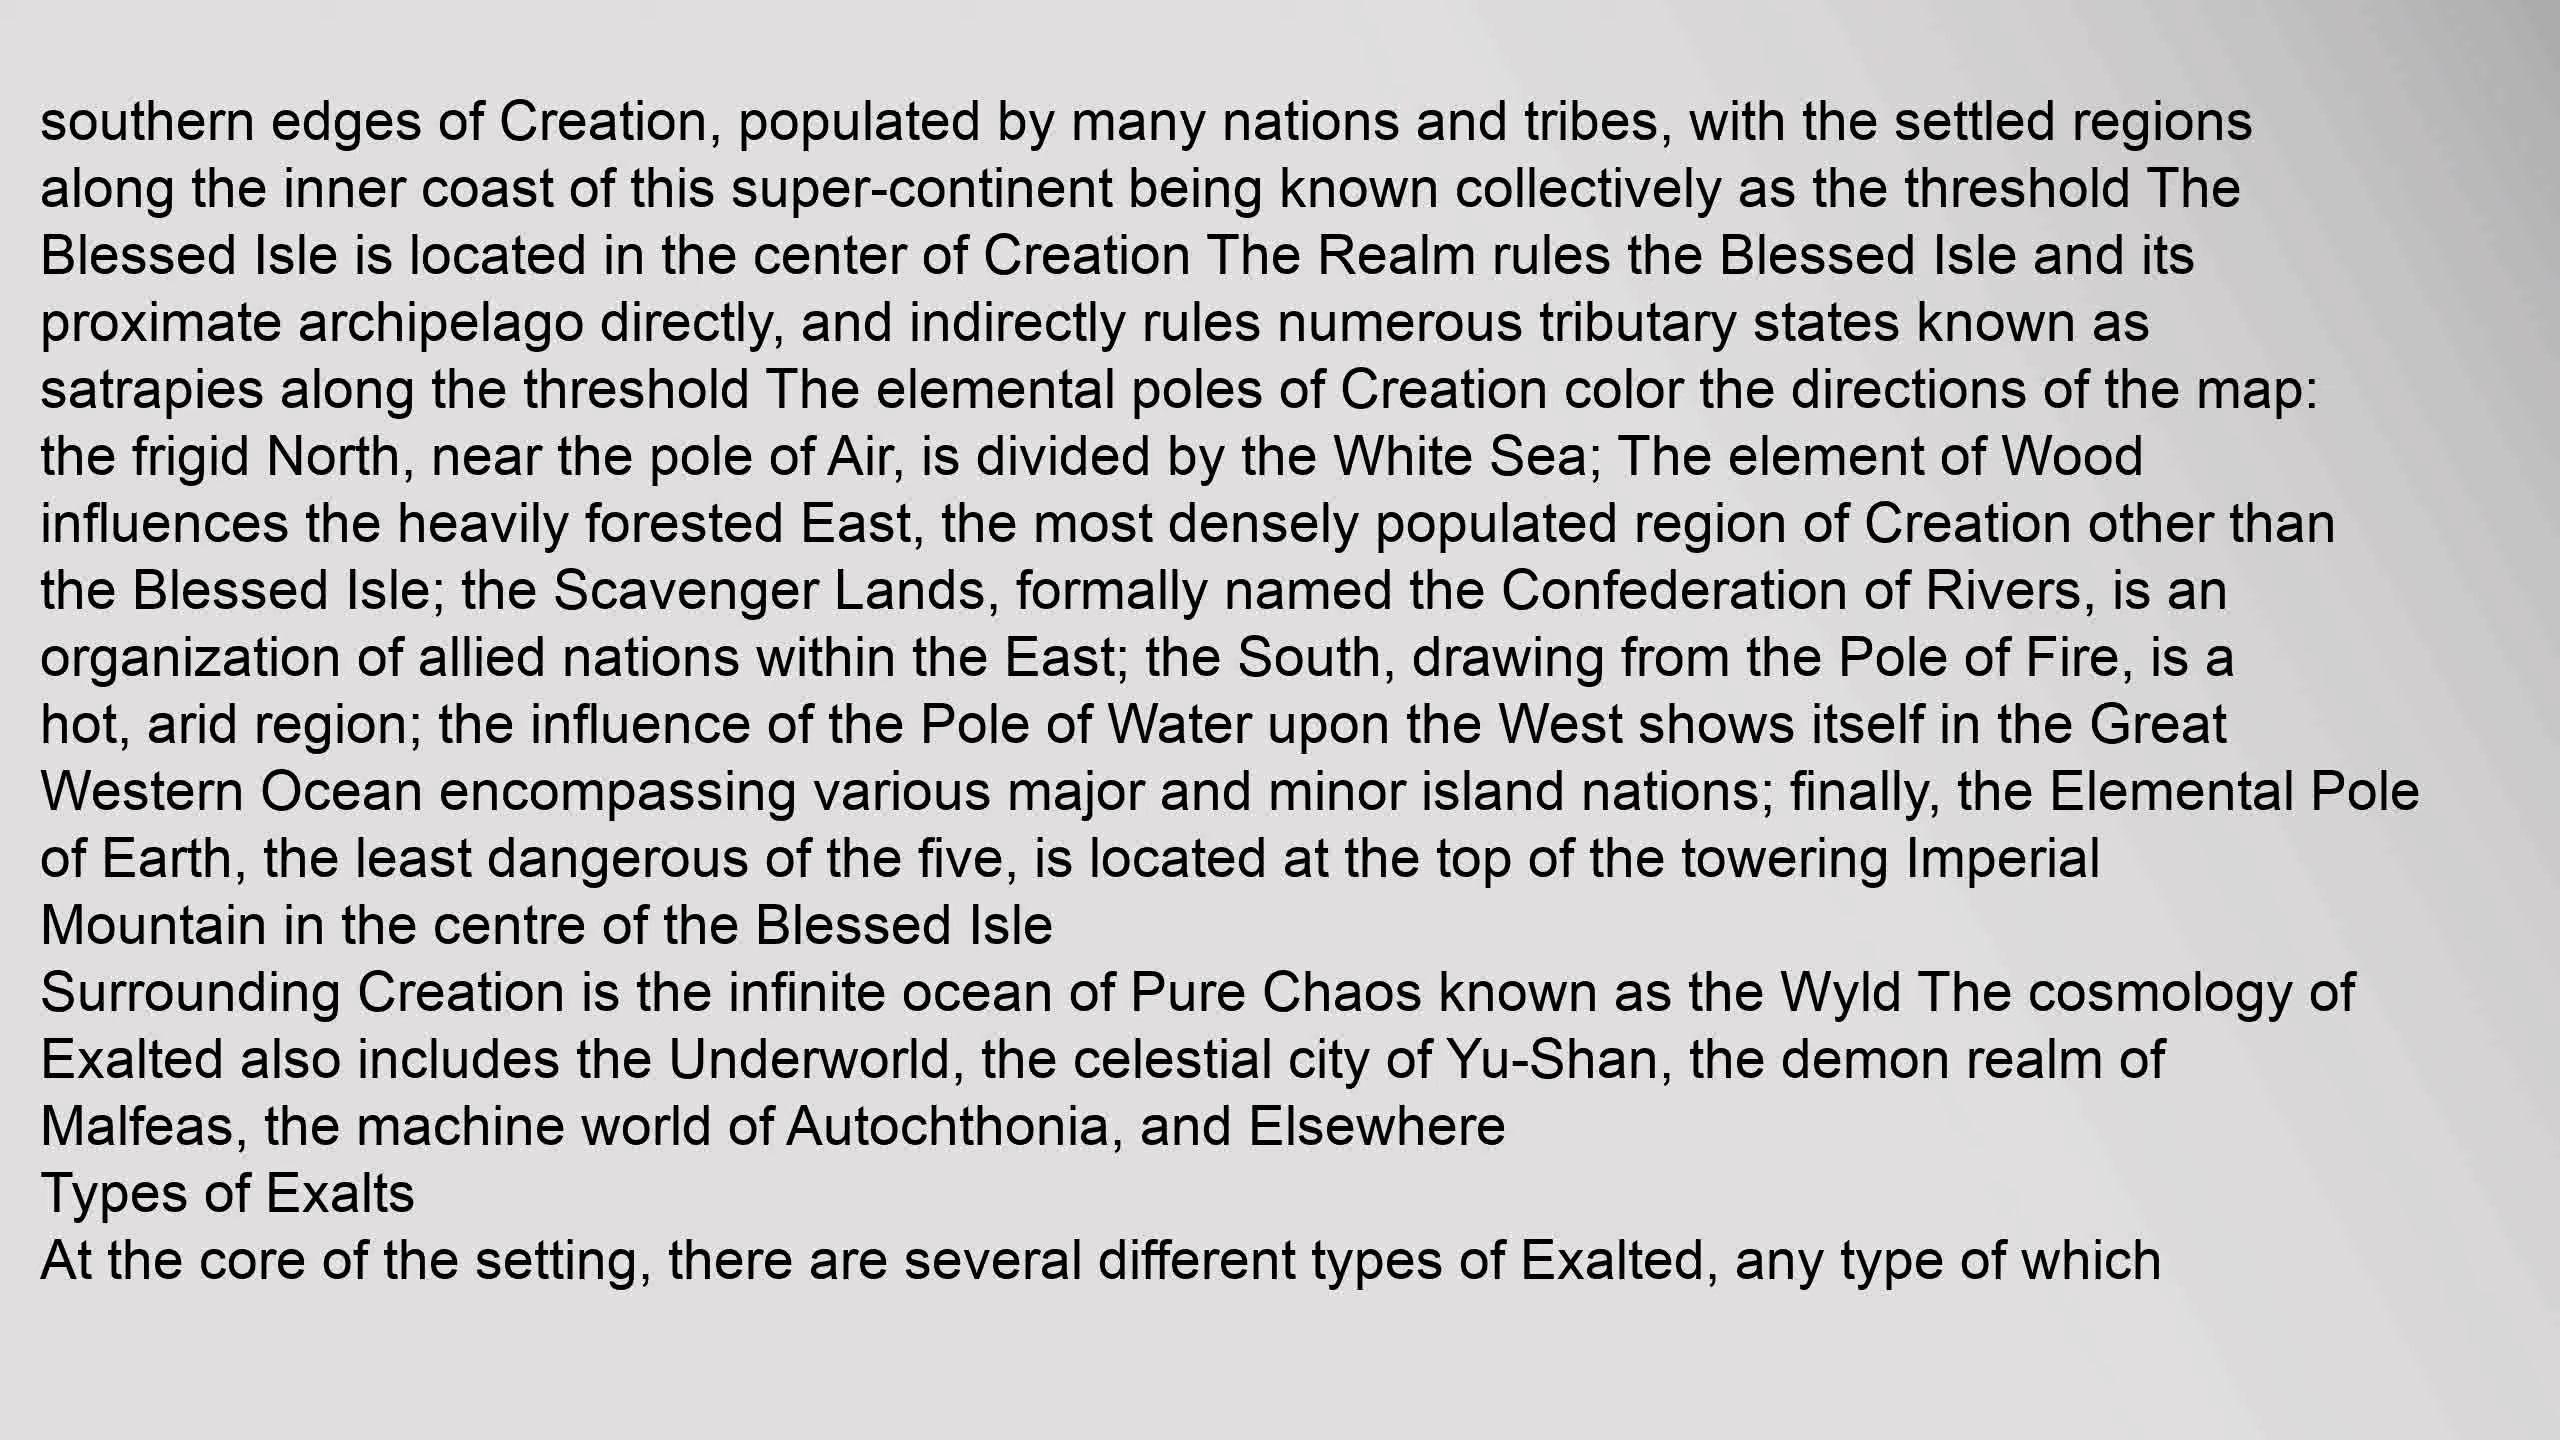 southern edges of Creation, populated by many nations and tribes, with the settled regions
along the inner coast of this super-continent being known collectively as the threshold The
Blessed Isle is located in the center of Creation The Realm rules the Blessed Isle and its
proximate archipelago directly, and indirectly rules numerous tributary states known as
satrapies along the threshold The elemental poles of Creation color the directions of the map:
the frigid North, near the pole of Air, is divided by the White Sea; The element of Wood
influences the heavily forested East, the most densely populated region of Creation other than
the Blessed Isle; the Scavenger Lands, formally named the Confederation of Rivers, is an
organization of allied nations within the East; the South, drawing from the Pole of Fire, is a
hot, arid region; the influence of the Pole of Water upon the West shows itself in the Great
Western Ocean encompassing various major and minor island nations; finally, the Elemental Pole
of Earth, the least dangerous of the five, is located at the top of the towering Imperial
Mountain in the centre of the Blessed Isle
Surrounding Creation is the infinite ocean of Pure Chaos known as the Wyld The cosmology of
Exalted also includes the Underworld, the celestial city of Yu-Shan, the demon realm of
Malfeas, the machine world of Autochthonia, and Elsewhere
Types of Exalts
At the core of the setting, there are several different types of Exalted, any type of which